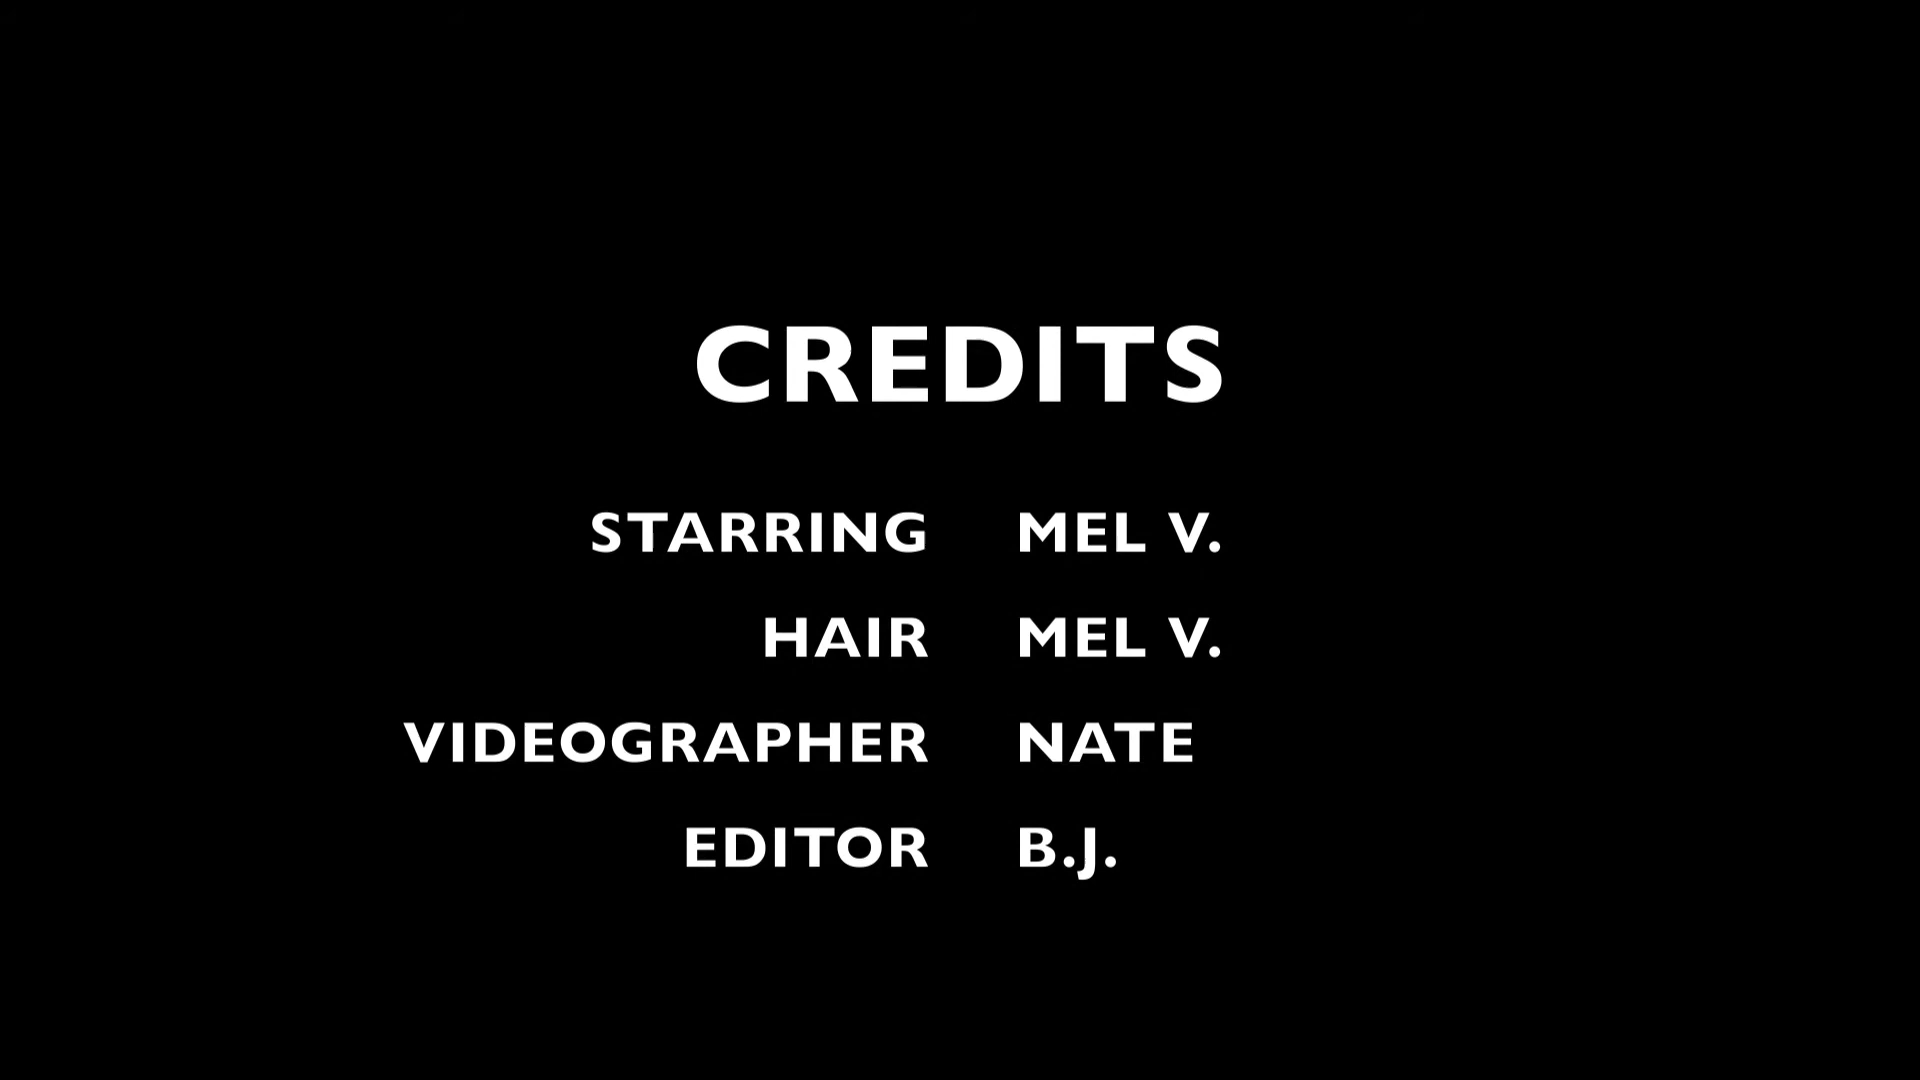 CREDITS
STARRING MEL V.
HAIR MEL V.
VIDEOGRAPHER NATE
EDITOR B.J.